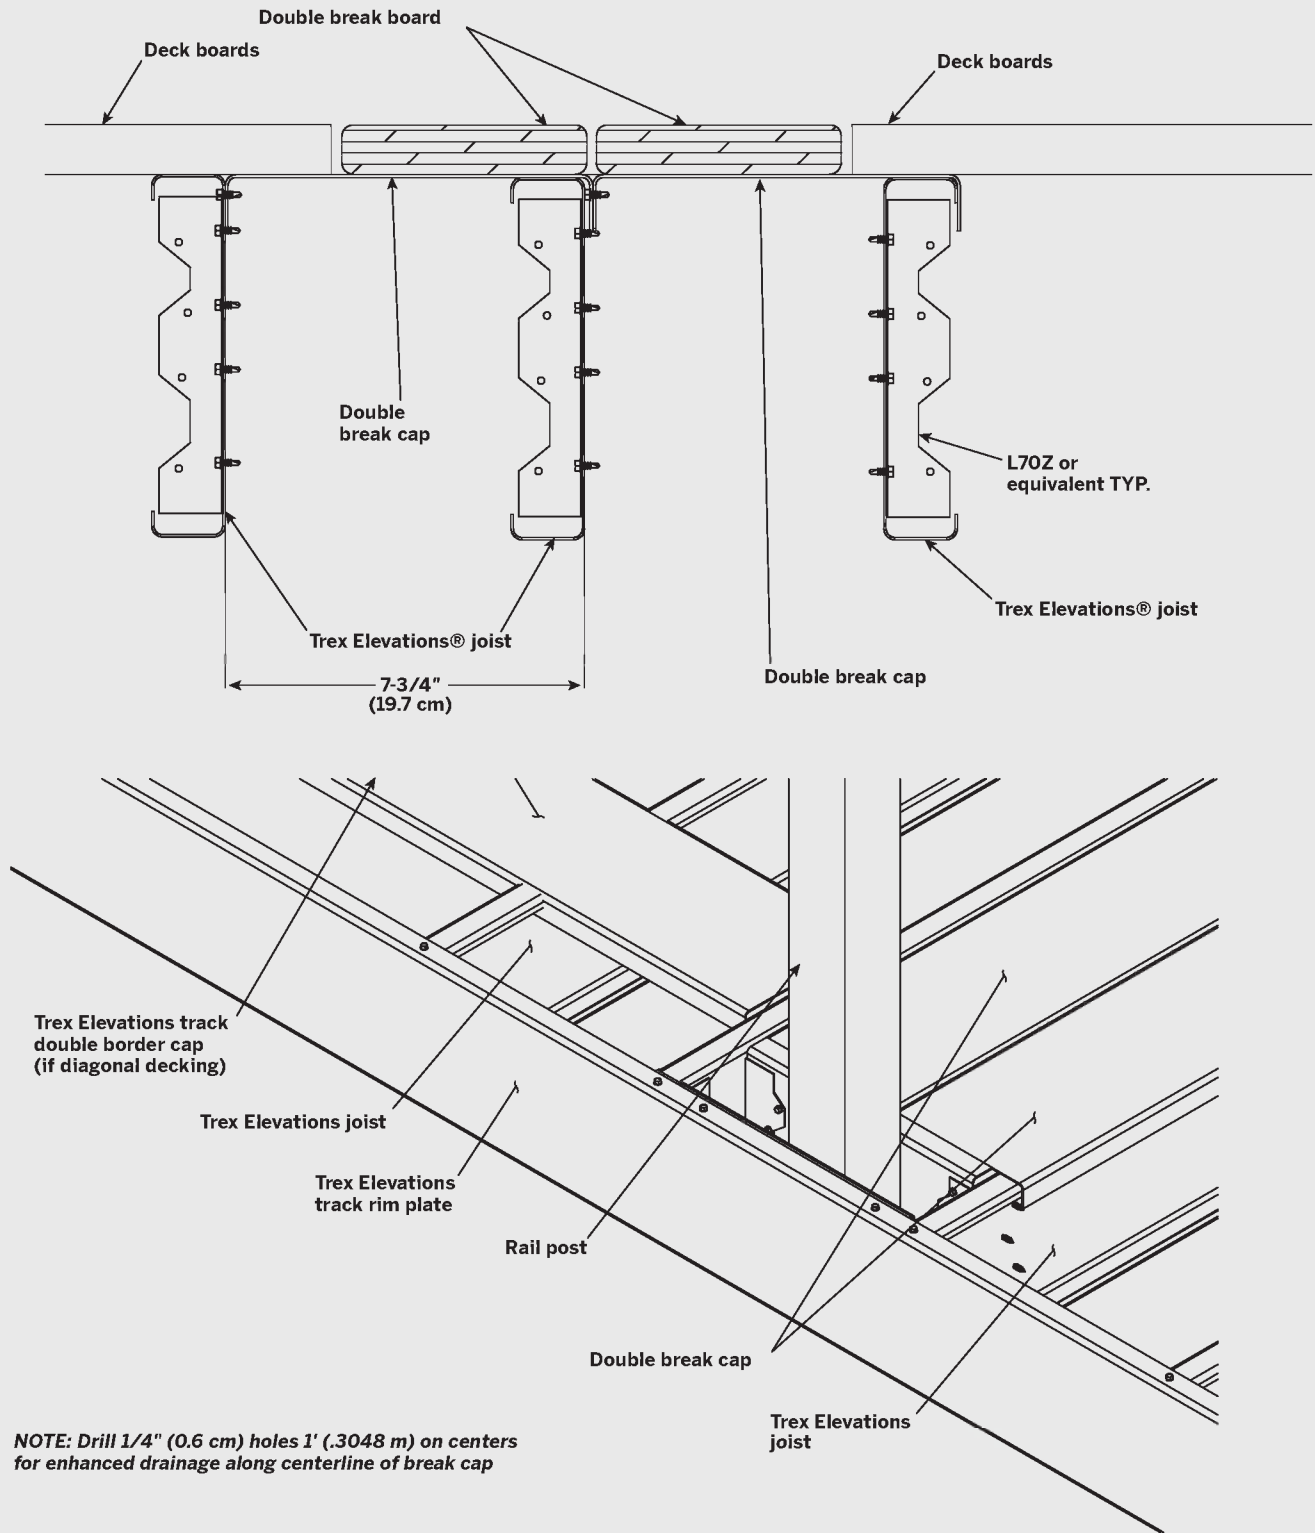 Double break board
Deck boards
Deck boards
Double
break cap
L70Z or
equivalent TYP.
Trex Elevations® joist
Trex Elevations® joist
7-3/4"
(19.7 cm)
Double break cap
Trex Elevations track
double border cap
(if diagonal decking)
Trex Elevations joist
Trex Elevations
track rim plate
Rail post
Double break cap
Trex Elevations
joist
NOTE: Drill 1/4" (0.6 cm) holes 1' (.3048 m) on centers
for enhanced drainage along centerline of break cap